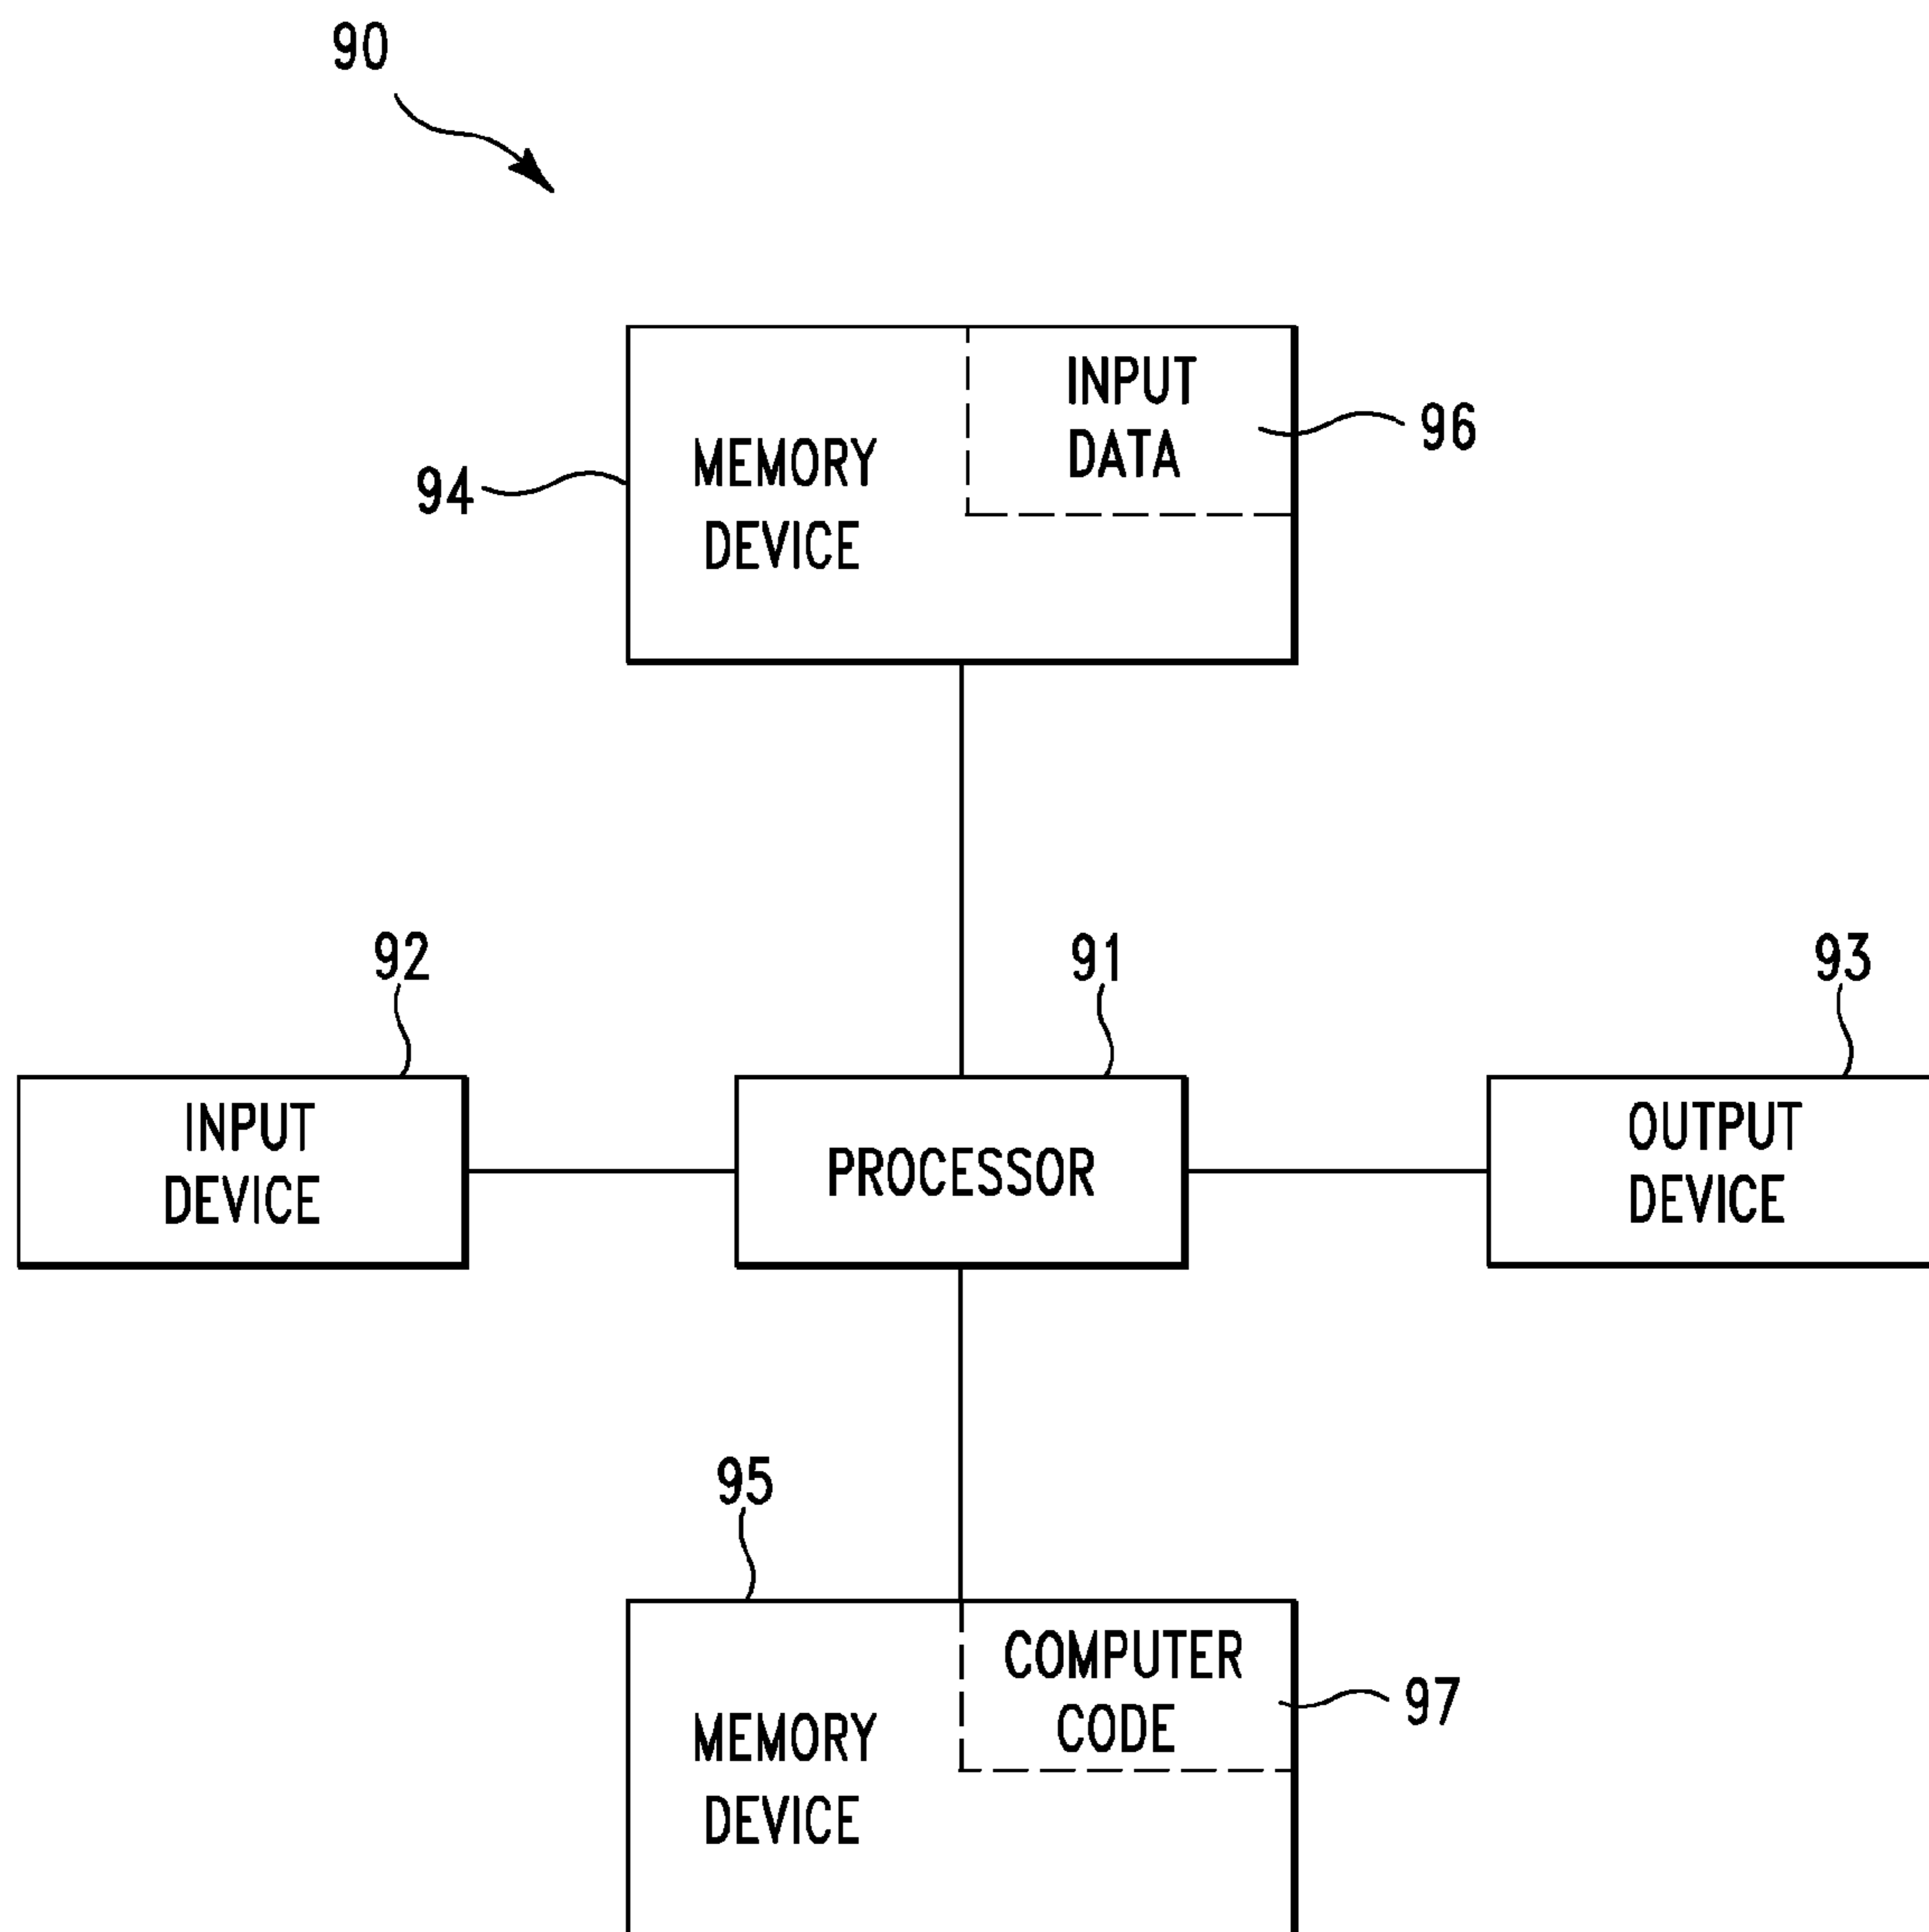 90
INPUT
DATA
96
MEMORY
DEVICE
94
92
91
93
INPUT
DEVICE
PROCESSOR
OUTPUT
DEVICE
95
COMPUTER
CODE
97
MEMORY
DEVICE